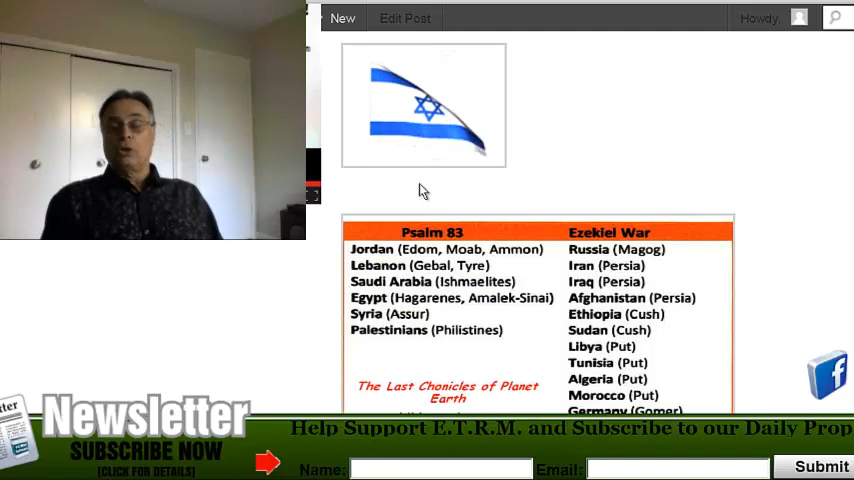 New Edit Post Howdy,
Psalm 83 Ezekiel War
Jordan (Edom, Moab, Ammon) Russia (Magog)
Lebanon (Gebal, Tyre) Iran (Persia)
Saudi Arabia (Ishmaelites) Iraq (Persia)
Egypt (Hagarenes, Amalek-Sinai) Afghanistan (Persia)
Syria (Assur) Ethiopia (Cush)
Palestinians (Philistines) Sudan (Cush)
Libya (Put)
Tunisia (Put)
The Last Chonicles of Planet Algeria (Put)
Earth Morocco (Put)
Germany (Gomer)
Newsletter
SUBSCRIBE NOW
(CLICK FOR DETAILS)
Help Support E.T.R.M. and Subscribe to our Daily Prop
Name: Email: Submit